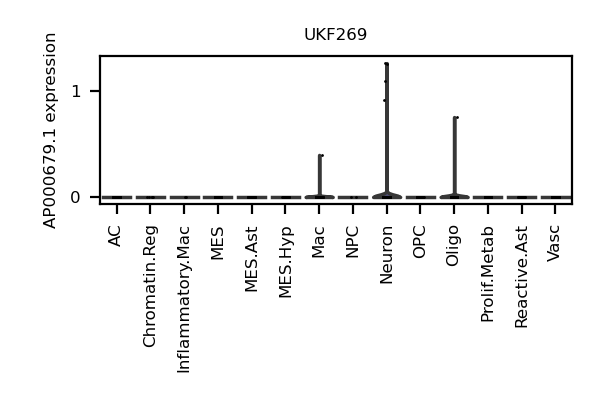 UKF269
AP000679.1 expression
1
0
AC
Chromatin.Reg
Inflammatory.Mac
MES
MES.Ast
MES.Hyp
Mac
NPC
Neuron
OPC
Oligo
Prolif.Metab
Reactive.Ast
Vasc